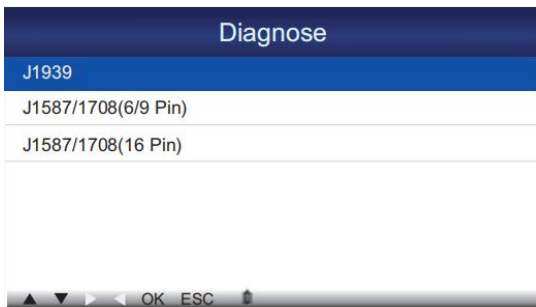 Diagnose
J1939
J1587/1708(6/9 Pin)
J1587/1708(16 Pin)
OK ESC